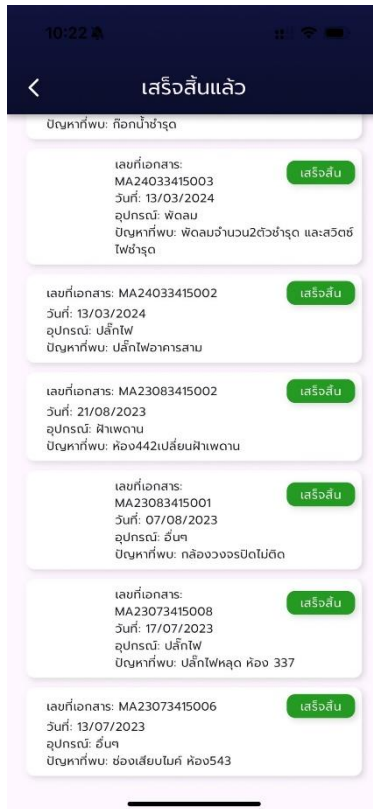 10:22
เสร็จสิ้นแล้ว
ปัญหาที่พบ: ก๊อกน้ำชำรุด
เลขที่เอกสาร:
MA24033415003
เสร็จสิ้น
วันที่: 13/03/2024
อุปกรณ์: พัดลม
ปัญหาที่พบ: พัดลมจำนวน2ตัวชำรุด และสวิตซ์
ไฟชำรุด
เลขที่เอกสาร: MA24033415002
เสร็จสิ้น
วันที่: 13/03/2024
อุปกรณ์: ปลั๊กไฟ
ปัญหาที่พบ: ปลั๊กไฟอาคารสาม
เลขที่เอกสาร: MA23083415002
เสร็จสิ้น
วันที่: 21/08/2023
อุปกรณ์: ฝ้าเพดาน
ปัญหาที่พบ: ห้อง442เปลี่ยนฝ้าเพดาน
เลขที่เอกสาร:
MA23083415001
เสร็จสิ้น
วันที่: 07/08/2023
อุปกรณ์: อื่นๆ
ปัญหาที่พบ: กล้องวงจรปิดไม่ติด
เลขที่เอกสาร:
MA23073415008
เสร็จสิ้น
วันที่: 17/07/2023
อุปกรณ์: ปลั๊กไฟ
ปัญหาที่พบ: ปลั๊กไฟหลุด ห้อง 337
เลขที่เอกสาร: MA23073415006
เสร็จสิ้น
วันที่: 13/07/2023
อุปกรณ์: อื่นๆ
ปัญหาที่พบ: ช่องเสียบไมค์ ห้อง543